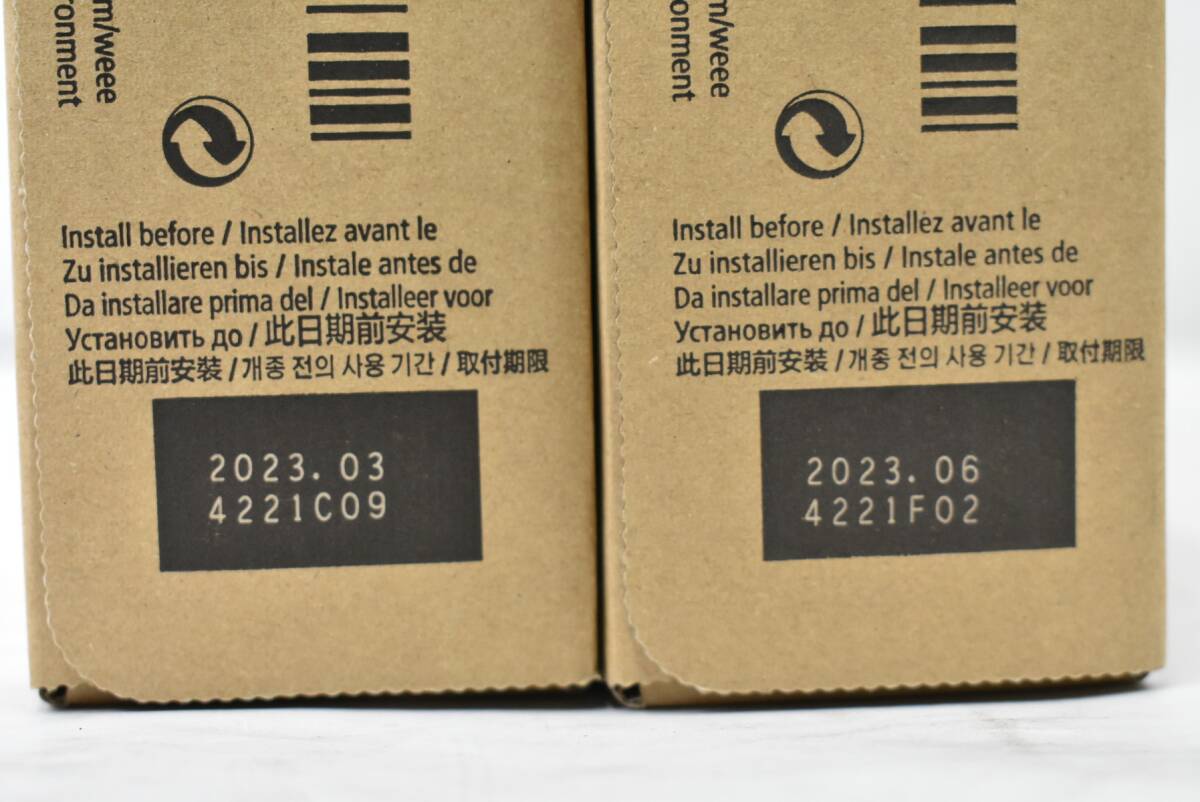 m/weee
ronment
Install before / Installez avant le
Zu installieren bis / Instale antes de
Da installare prima del / Installeer voor
Установить до / 此日期前安装
此日期前安裝 / 개종 전의 사용 기간 / 取付期限
2023. 03
4221C09
m/weee
ronment
Install before / Installez avant le
Zu installieren bis / Instale antes de
Da installare prima del / Installeer voor
Установить до / 此日期前安装
此日期前安裝 / 개종 전의 사용 기간 / 取付期限
2023. 06
4221F02